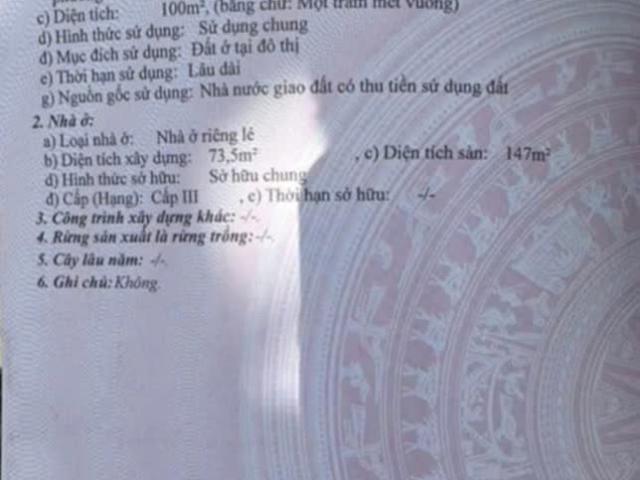 c) Diện tích: 100m², (bằng chữ: Một trăm mét vuông)
d) Hình thức sử dụng: Sử dụng chung
đ) Mục đích sử dụng: Đất ở tại đô thị
e) Thời hạn sử dụng: Lâu dài
g) Nguồn gốc sử dụng: Nhà nước giao đất có thu tiền sử dụng đất
2. Nhà ở:
a) Loại nhà ở: Nhà ở riêng lẻ
b) Diện tích xây dựng: 73,5m² , c) Diện tích sàn: 147m²
d) Hình thức sở hữu: Sở hữu chung
đ) Cấp (Hạng): Cấp III , e) Thời hạn sở hữu: -/-
3. Công trình xây dựng khác: -/-.
4. Rừng sản xuất là rừng trồng: -/-.
5. Cây lâu năm: -/-.
6. Ghi chú: Không.